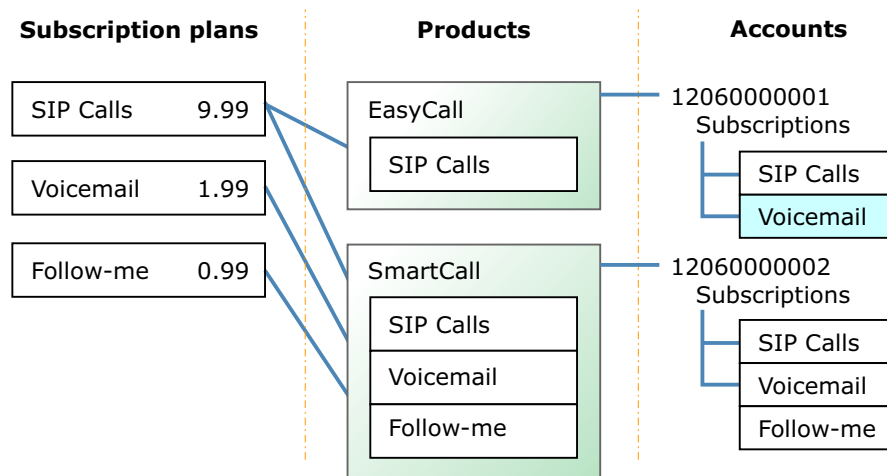 Subscription plans
Products
Accounts
SIP Calls 9.99
Voicemail 1.99
Follow-me 0.99
EasyCall
SIP Calls
SmartCall
SIP Calls
Voicemail
Follow-me
12060000001
Subscriptions
SIP Calls
Voicemail
12060000002
Subscriptions
SIP Calls
Voicemail
Follow-me